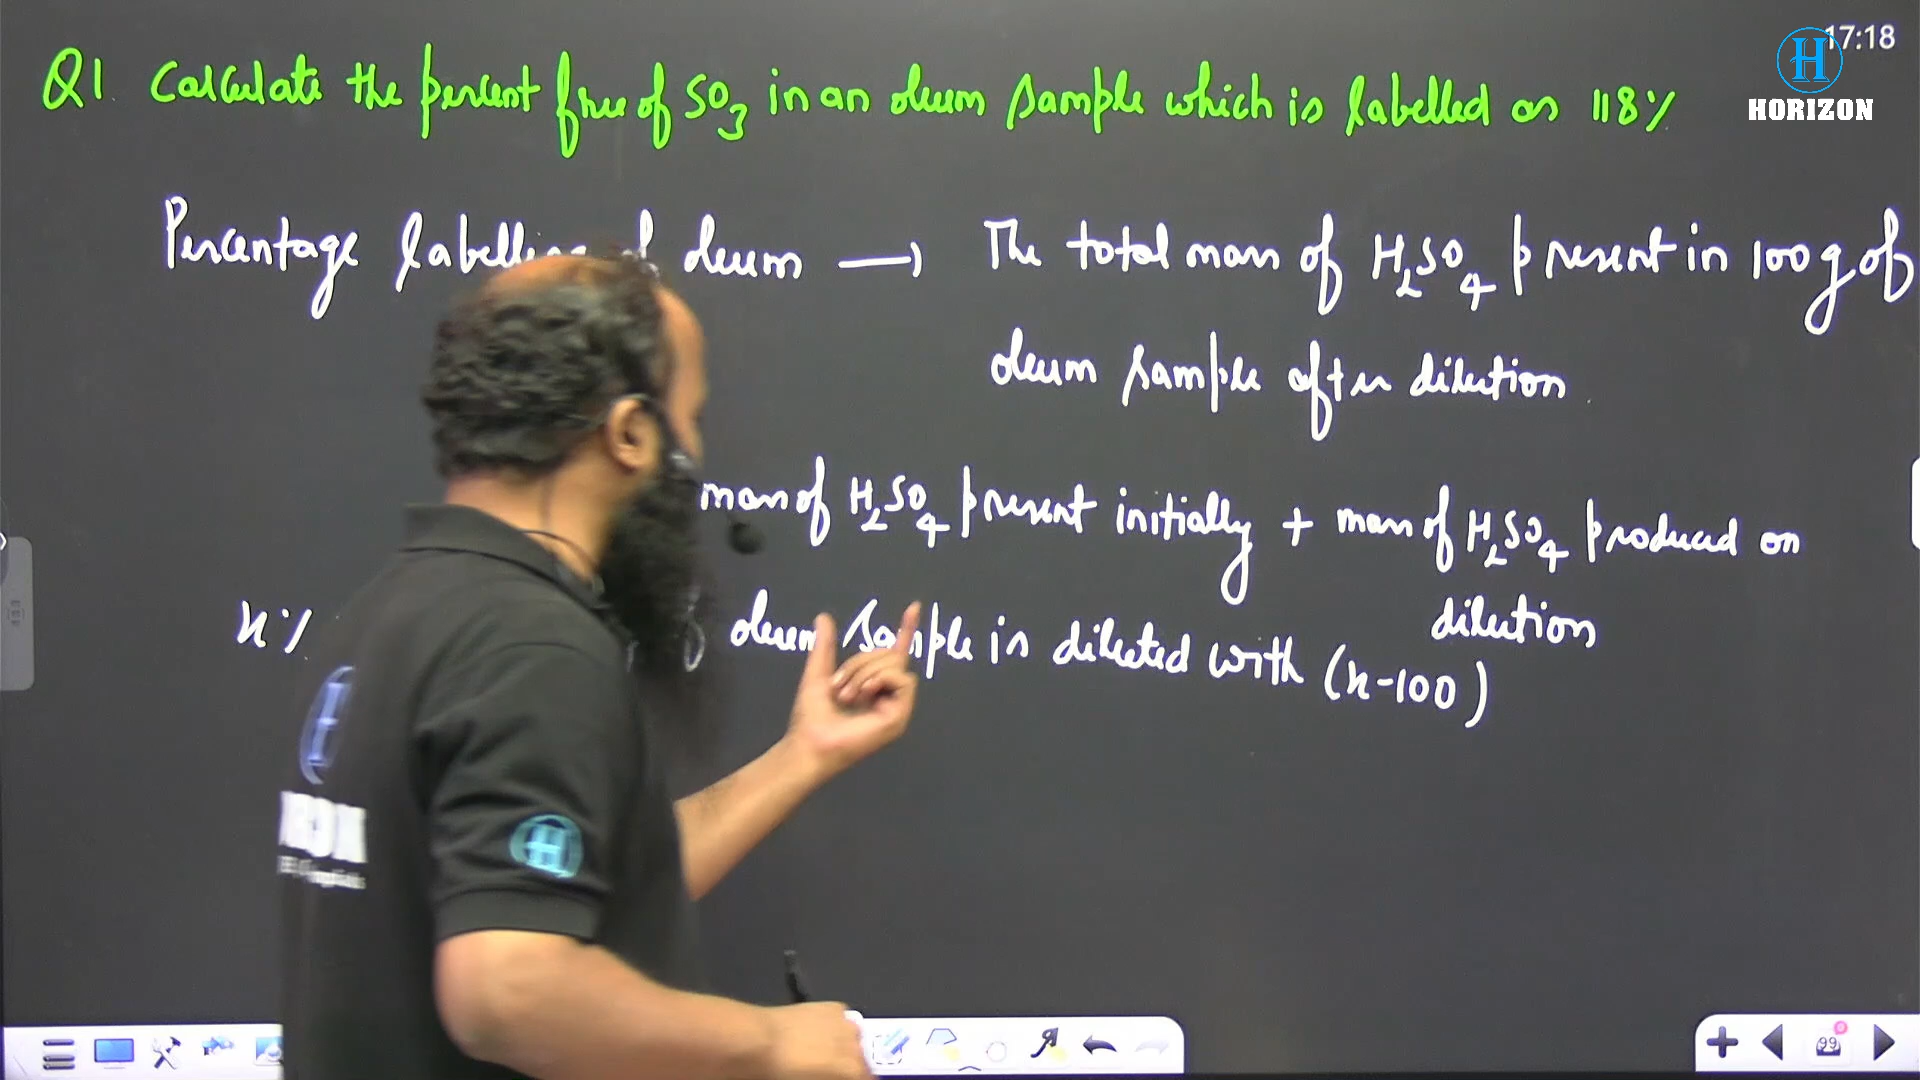 17:18
HORIZON
Q1 Calculate the percent free of SO3 in an oleum sample which is labelled as 118%
Percentage labelling of oleum → The total mass of H2SO4 present in 100g of
oleum sample after dilution
mass of H2SO4 present initially + mass of H2SO4 produced on
dilution
x% oleum sample is diluted with (x-100)
H
99